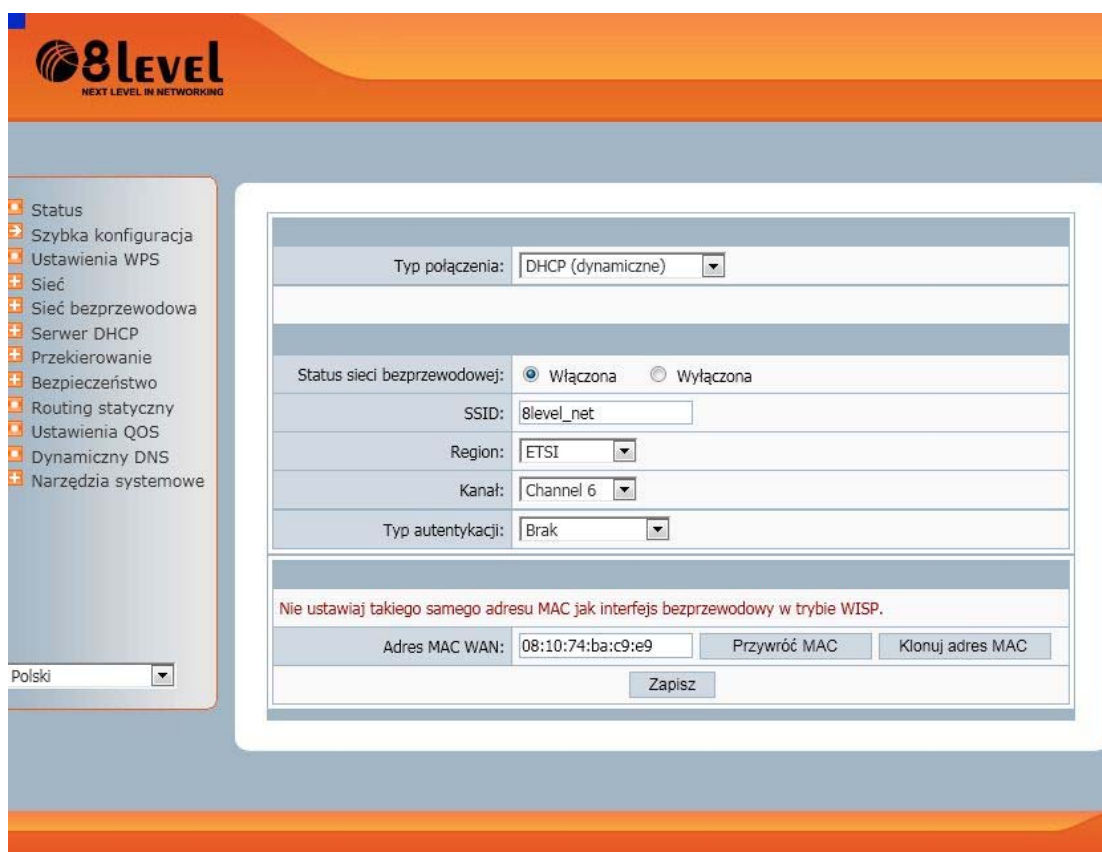 8level
NEXT LEVEL IN NETWORKING
Status
Szybka konfiguracja
Ustawienia WPS
Sieć
Sieć bezprzewodowa
Serwer DHCP
Przekierowanie
Bezpieczeństwo
Routing statyczny
Ustawienia QOS
Dynamiczny DNS
Narzędzia systemowe
Polski
Typ połączenia: DHCP (dynamiczne)
Status sieci bezprzewodowej: Włączona Wyłączona
SSID: 8level_net
Region: ETSI
Kanał: Channel 6
Typ autentykacji: Brak
Nie ustawiaj takiego samego adresu MAC jak interfejs bezprzewodowy w trybie WISP.
Adres MAC WAN: 08:10:74:ba:c9:e9 Przywróć MAC Klonuj adres MAC
Zapisz